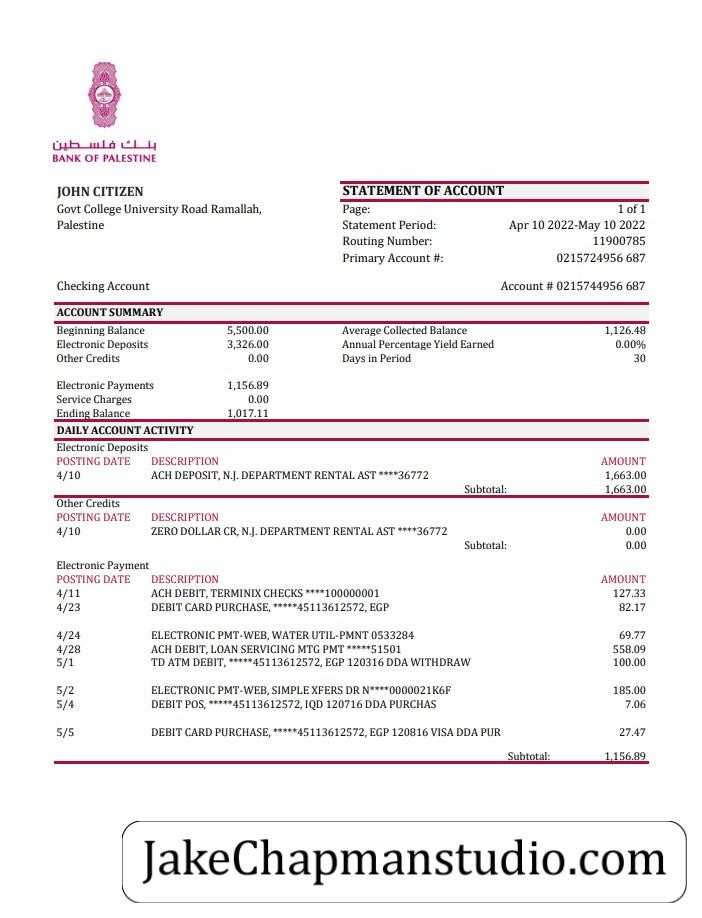 بنك فلسطين
BANK OF PALESTINE
JOHN CITIZEN
Govt College University Road Ramallah,
Palestine
STATEMENT OF ACCOUNT
Page: 1 of 1
Statement Period: Apr 10 2022-May 10 2022
Routing Number: 11900785
Primary Account #: 0215724956 687
Checking Account Account # 0215744956 687
ACCOUNT SUMMARY
Beginning Balance 5,500.00 Average Collected Balance 1,126.48
Electronic Deposits 3,326.00 Annual Percentage Yield Earned 0.00%
Other Credits 0.00 Days in Period 30
Electronic Payments 1,156.89
Service Charges 0.00
Ending Balance 1,017.11
DAILY ACCOUNT ACTIVITY
Electronic Deposits
POSTING DATE DESCRIPTION AMOUNT
4/10 ACH DEPOSIT, N.J. DEPARTMENT RENTAL AST ****36772 1,663.00
Subtotal: 1,663.00
Other Credits
POSTING DATE DESCRIPTION AMOUNT
4/10 ZERO DOLLAR CR, N.J. DEPARTMENT RENTAL AST ****36772 0.00
Subtotal: 0.00
Electronic Payment
POSTING DATE DESCRIPTION AMOUNT
4/11 ACH DEBIT, TERMINIX CHECKS ****100000001 127.33
4/23 DEBIT CARD PURCHASE, *****45113612572, EGP 82.17
4/24 ELECTRONIC PMT-WEB, WATER UTIL-PMNT 0533284 69.77
4/28 ACH DEBIT, LOAN SERVICING MTG PMT *****51501 558.09
5/1 TD ATM DEBIT, *****45113612572, EGP 120316 DDA WITHDRAW 100.00
5/2 ELECTRONIC PMT-WEB, SIMPLE XFERS DR N****0000021K6F 185.00
5/4 DEBIT POS, *****45113612572, IQD 120716 DDA PURCHAS 7.06
5/5 DEBIT CARD PURCHASE, *****45113612572, EGP 120816 VISA DDA PUR 27.47
Subtotal: 1,156.89
JakeChapmanstudio.com